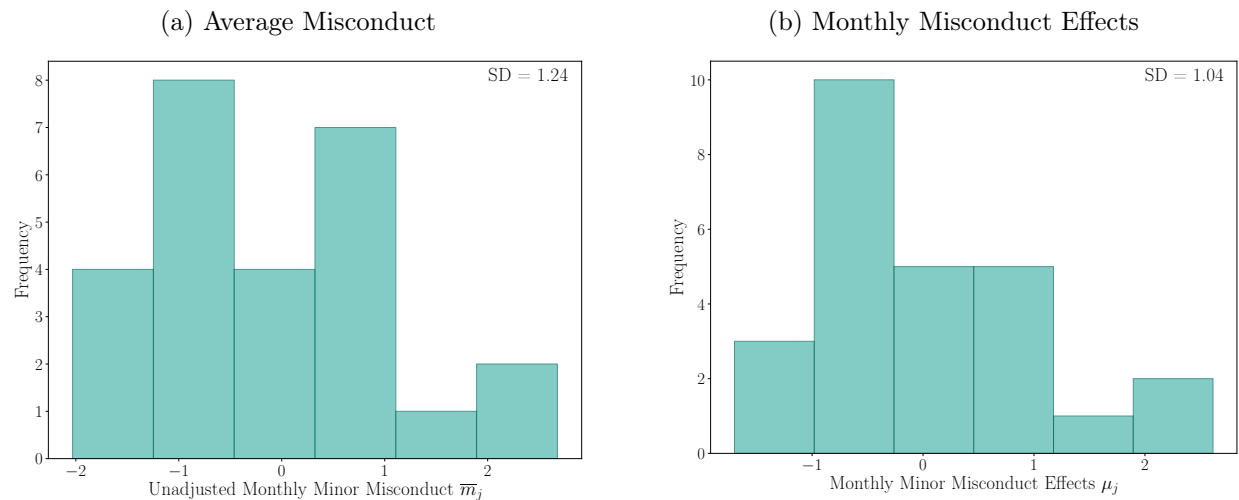 (a) Average Misconduct
SD = 1.24
8
7
6
5
4
3
2
1
0
Frequency
−2 −1 0 1 2
Unadjusted Monthly Minor Misconduct m̅ⱼ
(b) Monthly Misconduct Effects
SD = 1.04
10
8
6
4
2
0
Frequency
−1 0 1 2
Monthly Minor Misconduct Effects μⱼ